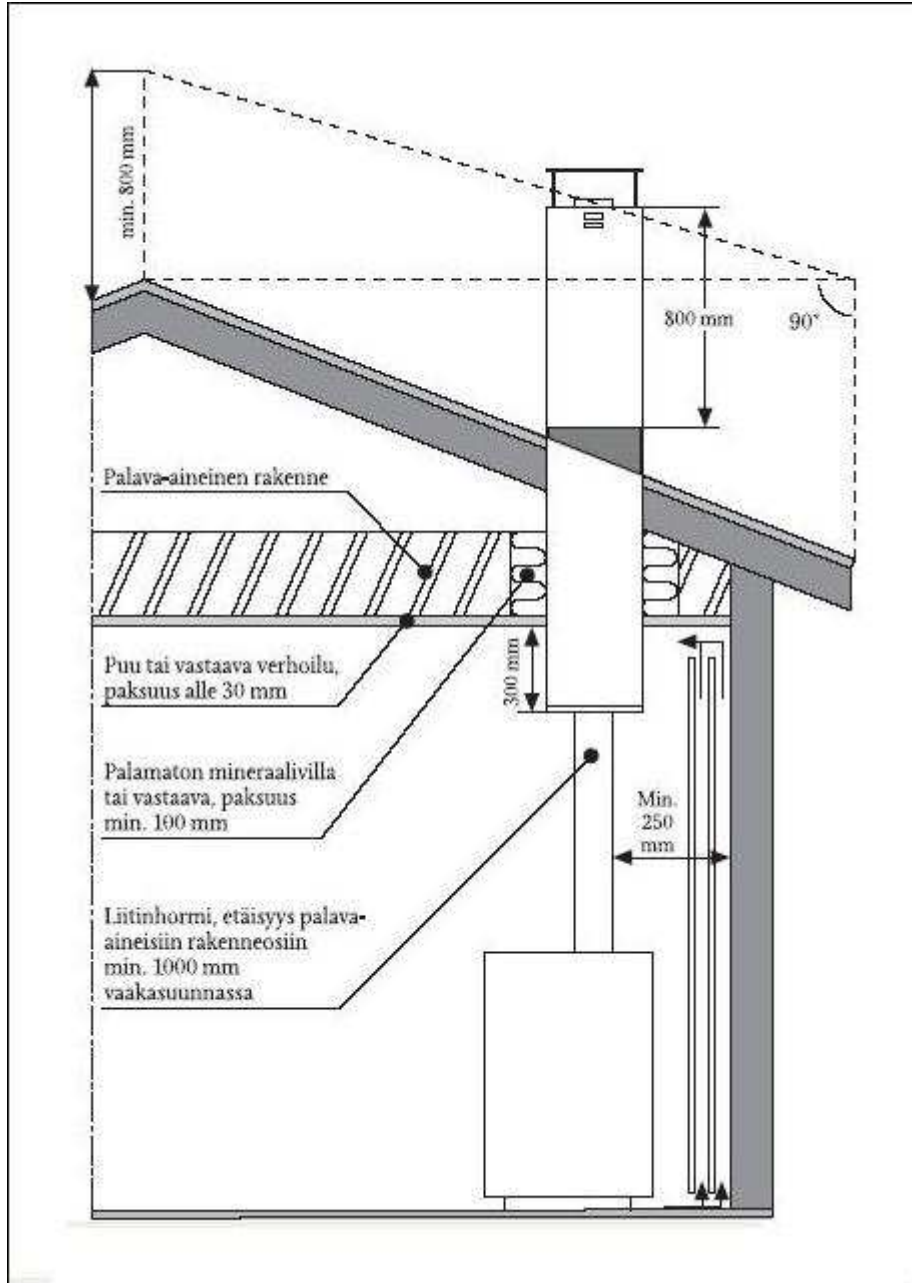 min. 800 mm
800 mm
90°
Palava-aineinen rakenne
Puu tai vastaava verhoilu,
paksuus alle 30 mm
300 mm
Palamaton mineraalivilla
tai vastaava, paksuus
min. 100 mm
Min.
250
mm
Liitinhormi, etäisyys palava-
aineisiin rakenneosiin
min. 1000 mm
vaakasuunnassa